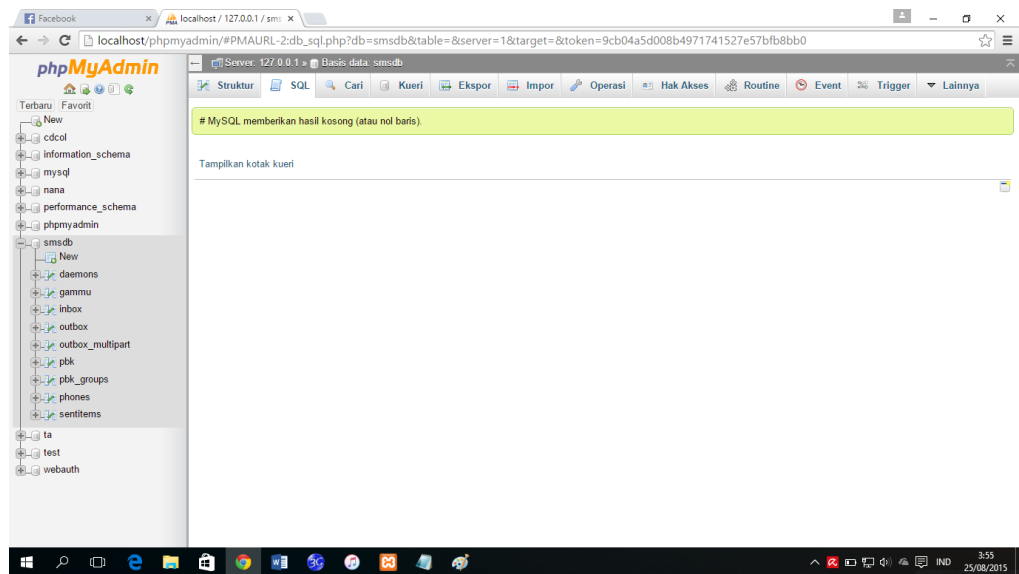 Facebook
localhost / 127.0.0.1 / sms
localhost/phpmyadmin/#PMAURL-2:db_sql.php?db=smsdb&table=&server=1&target=&token=9cb04a5d008b4971741527e57bfb8bb0
phpMyAdmin
Terbaru Favorit
New
cdcol
information_schema
mysql
nana
performance_schema
phpmyadmin
smsdb
New
daemons
gammu
inbox
outbox
outbox_multipart
pbk
pbk_groups
phones
sentitems
ta
test
webauth
Server: 127.0.0.1 » Basis data: smsdb
Struktur SQL Cari Kueri Ekspor Impor Operasi Hak Akses Routine Event Trigger Lainnya
# MySQL memberikan hasil kosong (atau nol baris).
Tampilkan kotak kueri
IND
3:55
25/08/2015